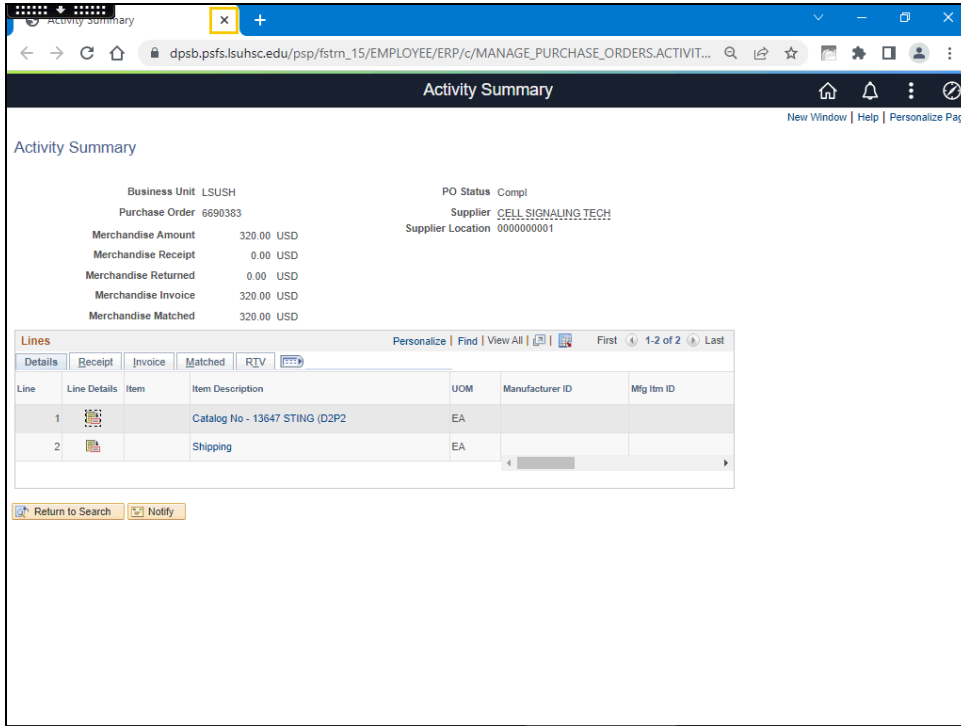 Activity Summary
dpsb.psfs.lsuhsc.edu/psp/fstrn_15/EMPLOYEE/ERP/c/MANAGE_PURCHASE_ORDERS.ACTIVIT...
Activity Summary
New Window | Help | Personalize Pag
Activity Summary
Business Unit LSUSH PO Status Compl
Purchase Order 6690383 Supplier CELL SIGNALING TECH
Supplier Location 0000000001
Merchandise Amount 320.00 USD
Merchandise Receipt 0.00 USD
Merchandise Returned 0.00 USD
Merchandise Invoice 320.00 USD
Merchandise Matched 320.00 USD
Lines Personalize | Find | View All | First 1-2 of 2 Last
Details Receipt Invoice Matched RTV
Line Line Details Item Item Description UOM Manufacturer ID Mfg Itm ID
1 Catalog No - 13647 STING (D2P2 EA
2 Shipping EA
Return to Search Notify